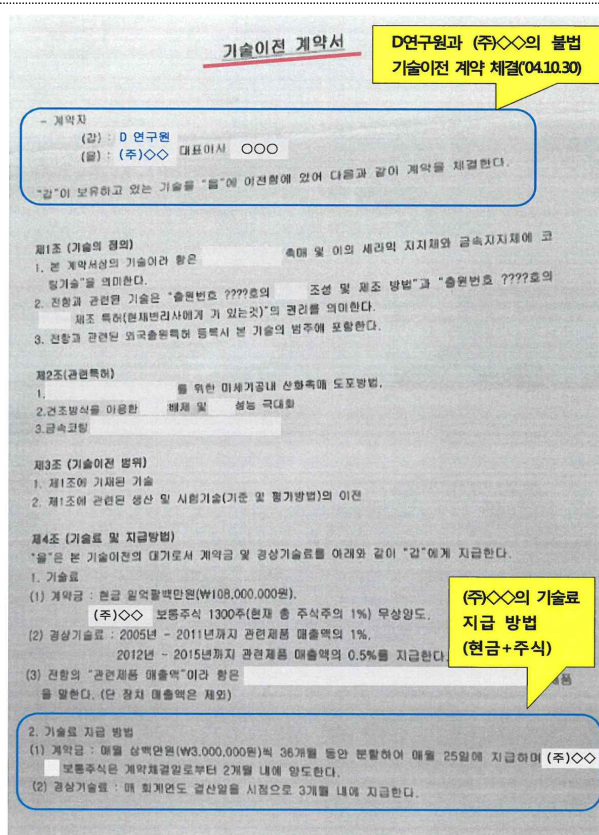 기술이전 계약서
D연구원과 (주)◇◇의 불법
기술이전 계약 체결('04.10.30)
- 계약자
(갑) : D 연구원
(을) : (주)◇◇ 대표이사 ○○○
"갑"이 보유하고 있는 기술을 "을"에 이전함에 있어 다음과 같이 계약을 체결한다.
제1조 (기술의 정의)
1. 본 계약서상의 기술이라 함은 촉매 및 이의 세라믹 지지체와 금속지지체에 코
팅기술"을 의미한다.
2. 전항과 관련된 기술은 "출원번호 ????호의 조성 및 제조 방법"과 "출원번호 ????호의
제조 특허(현재변리사에게 가 있는것)"의 권리를 의미한다.
3. 전항과 관련된 외국출원특허 등록시 본 기술의 범주에 포함한다.
제2조(관련특허)
1. 를 위한 미세기공내 산화촉매 도포방법.
2.건조방식을 이용한 배제 및 성능 극대화
3.금속코팅
제3조 (기술이전 범위)
1. 제1조에 기재된 기술
2. 제1조에 관련된 생산 및 시험기술(기준 및 평가방법)의 이전
제4조 (기술료 및 지급방법)
"을"은 본 기술이전의 대가로서 계약금 및 경상기술료를 아래와 같이 "갑"에게 지급한다.
1. 기술료
(1) 계약금 : 현금 일억팔백만원(₩108,000,000원).
(주)◇◇ 보통주식 1300주(현재 총 주식주의 1%) 무상양도.
(2) 경상기술료 : 2005년 - 2011년까지 관련제품 매출액의 1%.
2012년 - 2015년까지 관련제품 매출액의 0.5%를 지급한다.
(주)◇◇의 기술료
지급 방법
(현금+주식)
(3) 전항의 "관련제품 매출액"이라 함은 제품
을 말한다. (단 장치 매출액은 제외)
2. 기술료 지급 방법
(1) 계약금 : 매월 삼백만원(₩3,000,000원)씩 36개월 동안 분할하여 매월 25일에 지급하며 (주)◇◇
보통주식은 계약체결일로부터 2개월 내에 양도한다.
(2) 경상기술료 : 매 회계연도 결산일을 시점으로 3개월 내에 지급한다.